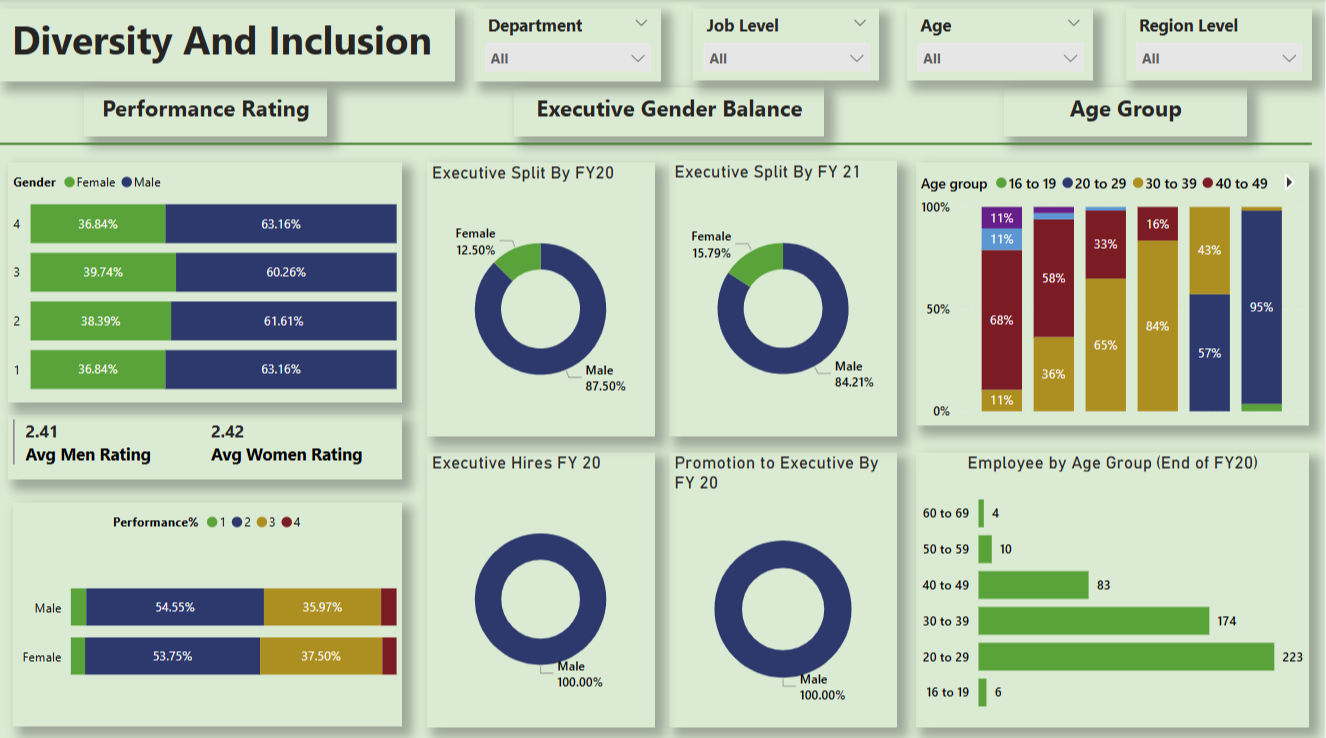 Diversity And Inclusion
Department
All
Job Level
All
Age
All
Region Level
All
Performance Rating
Executive Gender Balance
Age Group
Gender Female Male
4 36.84% 63.16%
3 39.74% 60.26%
2 38.39% 61.61%
1 36.84% 63.16%
2.41 2.42
Avg Men Rating Avg Women Rating
Performance% 1 2 3 4
Male 54.55% 35.97%
Female 53.75% 37.50%
Executive Split By FY20
Female
12.50%
Male
87.50%
Executive Split By FY 21
Female
15.79%
Male
84.21%
Executive Hires FY 20
Male
100.00%
Promotion to Executive By
FY 20
Male
100.00%
Age group 16 to 19 20 to 29 30 to 39 40 to 49
100%
50%
0%
11%
11%
68%
11%
58%
36%
33%
65%
16%
84%
43%
57%
95%
Employee by Age Group (End of FY20)
60 to 69 4
50 to 59 10
40 to 49 83
30 to 39 174
20 to 29 223
16 to 19 6